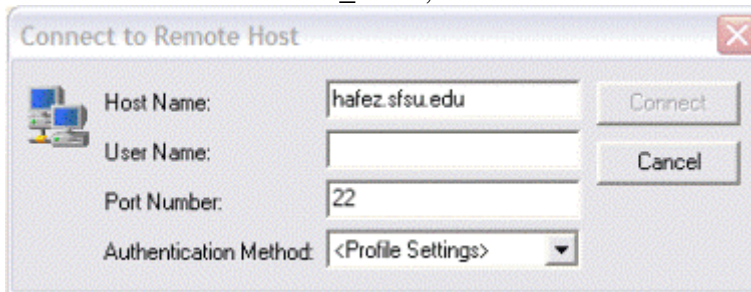 Connect to Remote Host
Host Name: hafez.sfsu.edu Connect
User Name: Cancel
Port Number: 22
Authentication Method: <Profile Settings>